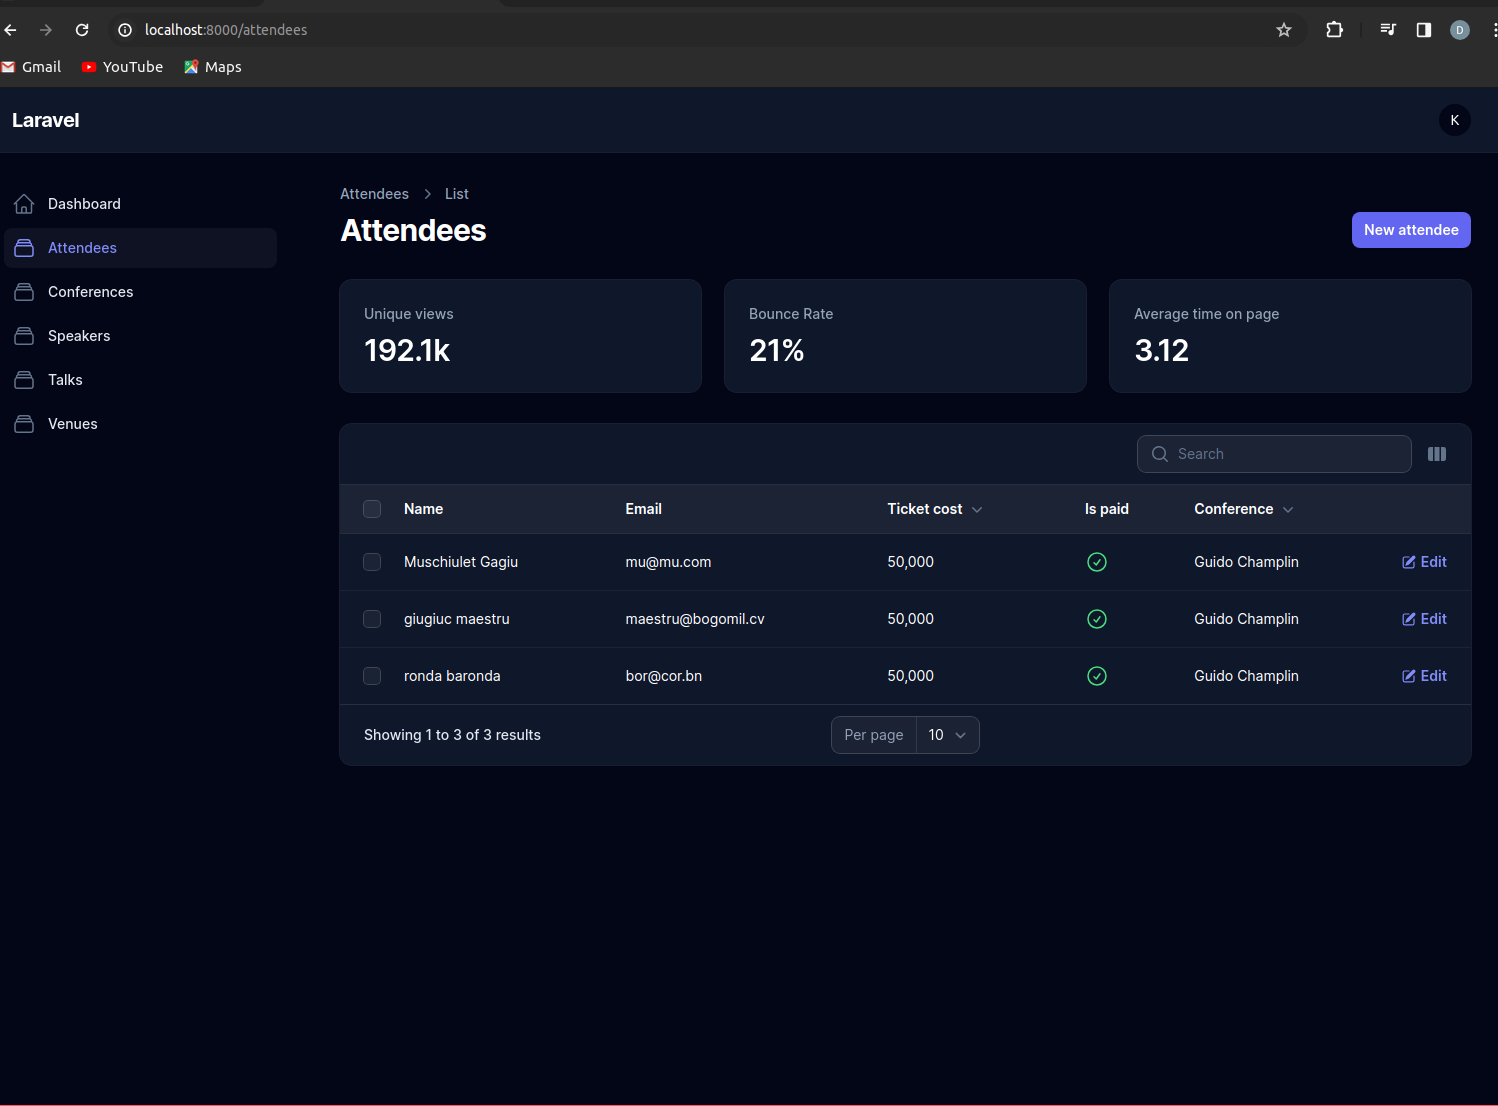 localhost:8000/attendees
D
Gmail YouTube Maps
Laravel
K
Dashboard
Attendees
Conferences
Speakers
Talks
Venues
Attendees List
Attendees
New attendee
Unique views
192.1k
Bounce Rate
21%
Average time on page
3.12
Search
Name Email Ticket cost Is paid Conference
Muschiulet Gagiu mu@mu.com 50,000 Guido Champlin Edit
giugiuc maestru maestru@bogomil.cv 50,000 Guido Champlin Edit
ronda baronda bor@cor.bn 50,000 Guido Champlin Edit
Showing 1 to 3 of 3 results Per page 10